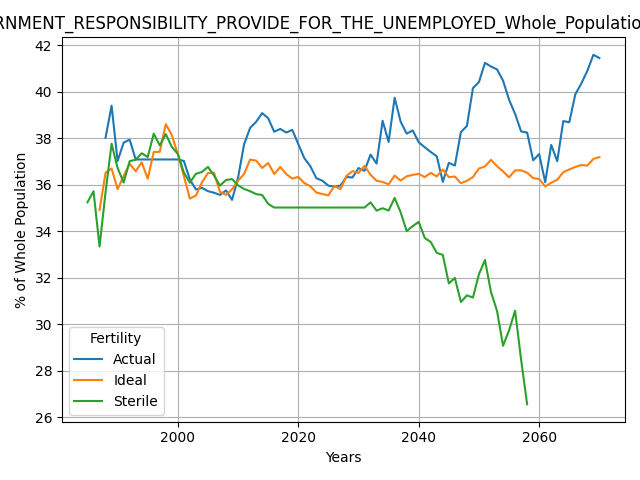 RNMENT_RESPONSIBILITY_PROVIDE_FOR_THE_UNEMPLOYED_Whole_Populatio
42
40
38
36
34
32
30
28
26
% of Whole Population
Fertility
Actual
Ideal
Sterile
2000
2020
2040
2060
Years